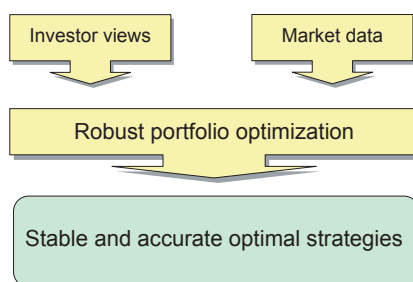 Investor views
Market data
Robust portfolio optimization
Stable and accurate optimal strategies